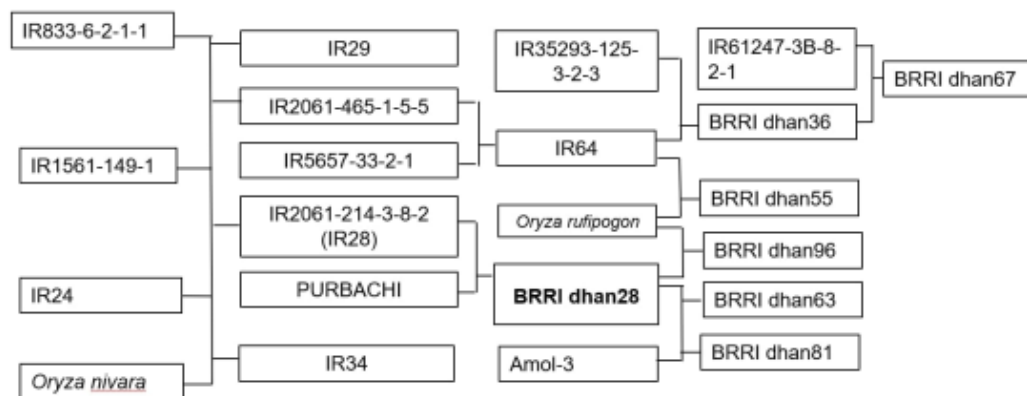 IR833-6-2-1-1
IR1561-149-1
IR24
Oryza nivara
IR29
IR2061-465-1-5-5
IR5657-33-2-1
IR2061-214-3-8-2
(IR28)
PURBACHI
IR34
IR35293-125-
3-2-3
IR64
Oryza rufipogon
BRRI dhan28
Amol-3
IR61247-3B-8-
2-1
BRRI dhan36
BRRI dhan55
BRRI dhan96
BRRI dhan63
BRRI dhan81
BRRI dhan67